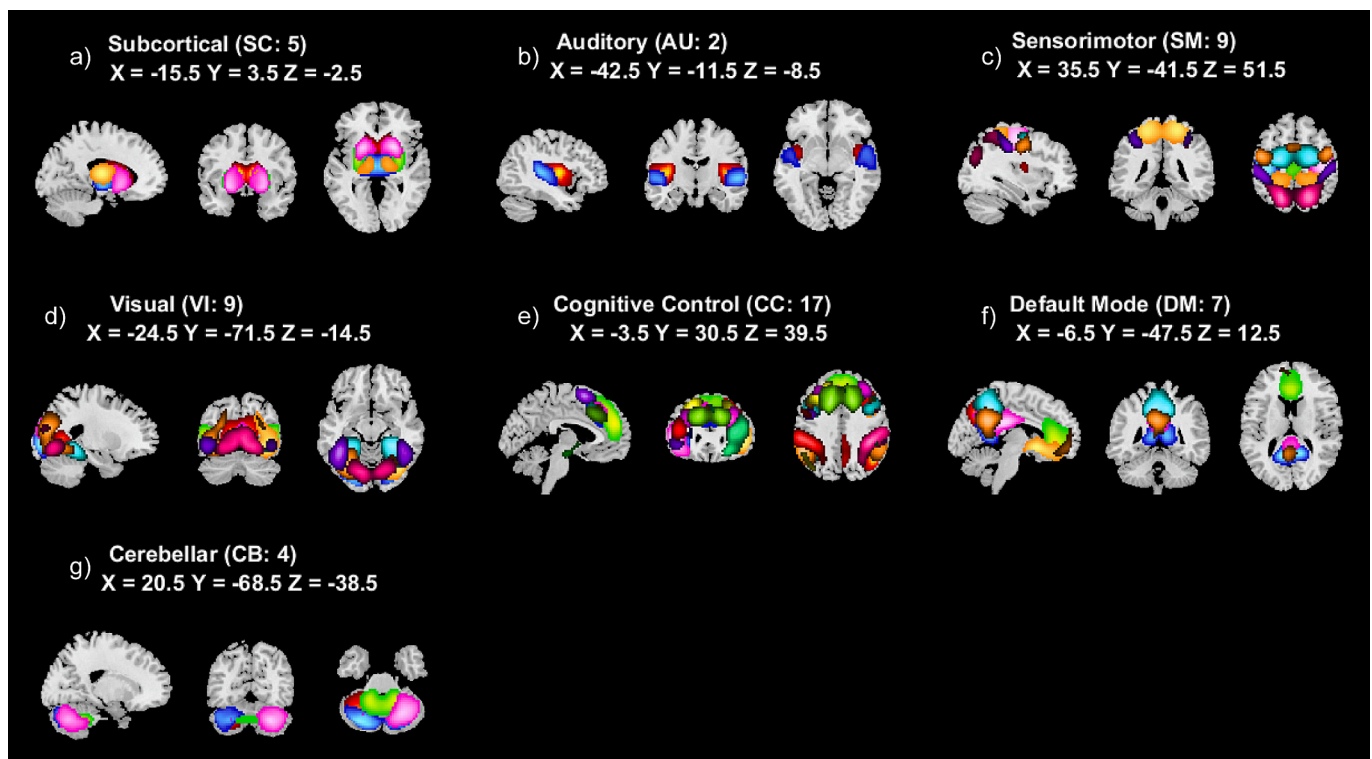 a) Subcortical (SC: 5)
X = -15.5 Y = 3.5 Z = -2.5
b) Auditory (AU: 2)
X = -42.5 Y = -11.5 Z = -8.5
c) Sensorimotor (SM: 9)
X = 35.5 Y = -41.5 Z = 51.5
d) Visual (VI: 9)
X = -24.5 Y = -71.5 Z = -14.5
e) Cognitive Control (CC: 17)
X = -3.5 Y = 30.5 Z = 39.5
f) Default Mode (DM: 7)
X = -6.5 Y = -47.5 Z = 12.5
g) Cerebellar (CB: 4)
X = 20.5 Y = -68.5 Z = -38.5